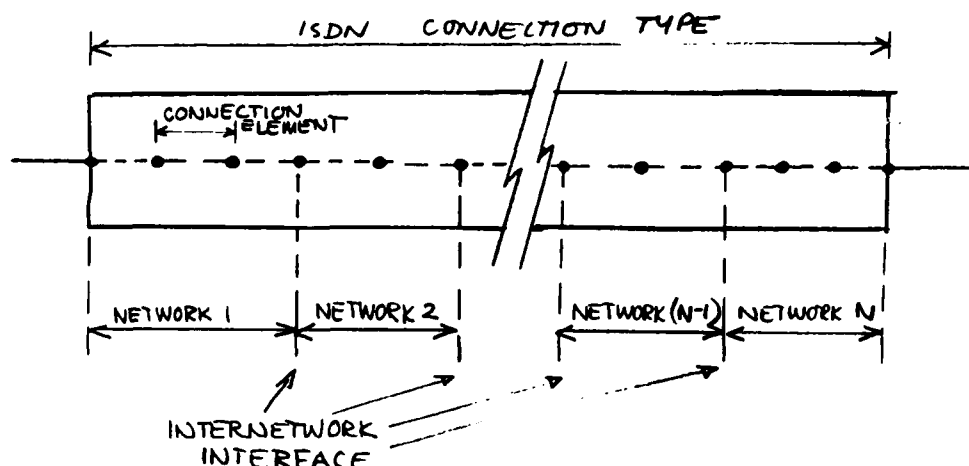 ISDN CONNECTION TYPE
CONNECTION
ELEMENT
NETWORK 1
NETWORK 2
NETWORK (N-1)
NETWORK N
INTERNETWORK
INTERFACE